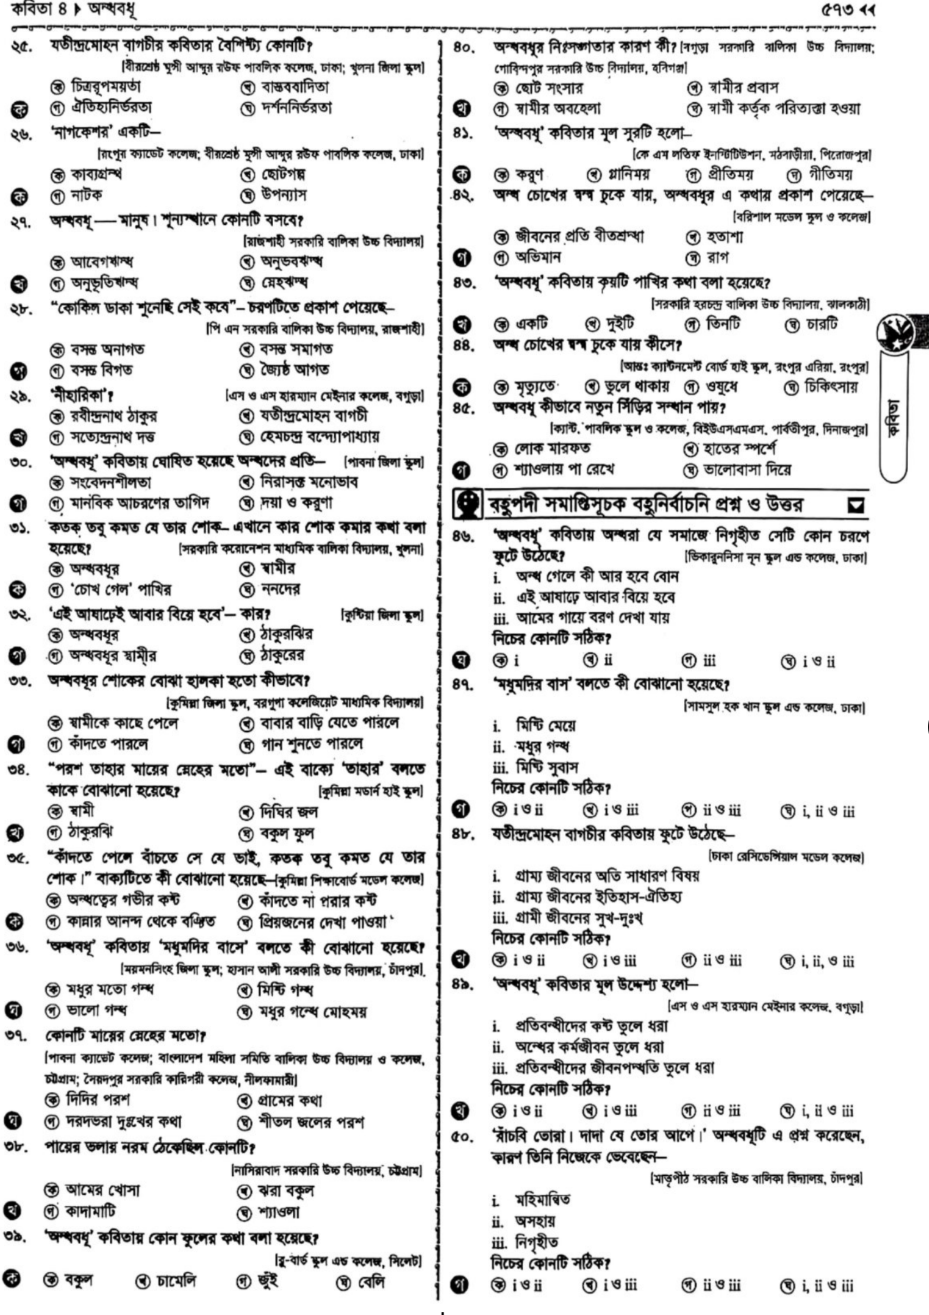 কবিতা ৪ ▶ অন্ধবধূ
৫৭৩ ◀◀
২৫. যতীন্দ্রমোহন বাগচীর কবিতার বৈশিষ্ট্য কোনটি?
[বীরশ্রেষ্ঠ মুন্সী আব্দুর রউফ পাবলিক কলেজ, ঢাকা; খুলনা জিলা স্কুল]
ক চিত্ররূপময়তা খ বাস্তববাদিতা
ক গ ঐতিহ্যনির্ভরতা ঘ দর্শননির্ভরতা
২৬. 'নাগকেশর' একটি—
[রংপুর ক্যাডেট কলেজ; বীরশ্রেষ্ঠ মুন্সী আব্দুর রউফ পাবলিক কলেজ, ঢাকা]
ক কাব্যগ্রন্থ খ ছোটগল্প
ক গ নাটক ঘ উপন্যাস
২৭. অন্ধবধূ —— মানুষ। শূন্যস্থানে কোনটি বসবে?
[রাজশাহী সরকারি বালিকা উচ্চ বিদ্যালয়]
ক আবেগঋদ্ধ খ অনুভবঋদ্ধ
খ গ অনুভূতিঋদ্ধ ঘ স্নেহঋদ্ধ
২৮. "কোকিল ডাকা শুনেছি সেই কবে"– চরণটিতে প্রকাশ পেয়েছে–
[পি এন সরকারি বালিকা উচ্চ বিদ্যালয়, রাজশাহী]
ক বসন্ত অনাগত খ বসন্ত সমাগত
গ গ বসন্ত বিগত ঘ জ্যৈষ্ঠ আগত
২৯. 'নীহারিকা'? [এস ও এস হারম্যান মেইনার কলেজ, বগুড়া]
ক রবীন্দ্রনাথ ঠাকুর খ যতীন্দ্রমোহন বাগচী
খ গ সত্যেন্দ্রনাথ দত্ত ঘ হেমচন্দ্র বন্দ্যোপাধ্যায়
৩০. 'অন্ধবধূ' কবিতায় ঘোষিত হয়েছে অন্ধদের প্রতি— [পাবনা জিলা স্কুল]
ক সংবেদনশীলতা খ নিরাসক্ত মনোভাব
গ গ মানবিক আচরণের তাগিদ ঘ দয়া ও করুণা
৩১. কতক তবু কমত যে তার শোক– এখানে কার শোক কমার কথা বলা
হয়েছে? [সরকারি করোনেশন মাধ্যমিক বালিকা বিদ্যালয়, খুলনা]
ক অন্ধবধূর খ স্বামীর
ক গ 'চোখ গেল' পাখির ঘ ননদের
৩২. 'এই আষাঢ়েই আবার বিয়ে হবে'– কার? [কুষ্টিয়া জিলা স্কুল]
ক অন্ধবধূর খ ঠাকুরঝির
গ গ অন্ধবধূর স্বামীর ঘ ঠাকুরের
৩৩. অন্ধবধূর শোকের বোঝা হালকা হতো কীভাবে?
[কুমিল্লা জিলা স্কুল, বরগুণা কলেজিয়েট মাধ্যমিক বিদ্যালয়]
ক স্বামীকে কাছে পেলে খ বাবার বাড়ি যেতে পারলে
গ গ কাঁদতে পারলে ঘ গান শুনতে পারলে
৩৪. "পরশ তাহার মায়ের স্নেহের মতো"– এই বাক্যে 'তাহার' বলতে
কাকে বোঝানো হয়েছে? [কুমিল্লা মডার্ন হাই স্কুল]
ক স্বামী খ দিঘির জল
খ গ ঠাকুরঝি ঘ বকুল ফুল
৩৫. "কাঁদতে পেলে বাঁচতে সে যে ভাই, কতক তবু কমত যে তার
শোক।" বাক্যটিতে কী বোঝানো হয়েছে–[কুমিল্লা শিক্ষাবোর্ড মডেল কলেজ]
ক অন্ধত্বের গভীর কষ্ট খ কাঁদতে না পারার কষ্ট
ক গ কান্নার আনন্দ থেকে বঞ্চিত ঘ প্রিয়জনের দেখা পাওয়া
৩৬. 'অন্ধবধূ' কবিতায় 'মধুমদির বাসে' বলতে কী বোঝানো হয়েছে?
[ময়মনসিংহ জিলা স্কুল; হাসান আলী সরকারি উচ্চ বিদ্যালয়, চাঁদপুর]
ক মধুর মতো গন্ধ খ মিষ্টি গন্ধ
ঘ গ ভালো গন্ধ ঘ মধুর গন্ধে মোহময়
৩৭. কোনটি মায়ের স্নেহের মতো?
[পাবনা ক্যাডেট কলেজ; বাংলাদেশ মহিলা সমিতি বালিকা উচ্চ বিদ্যালয় ও কলেজ,
চট্টগ্রাম; সৈয়দপুর সরকারি কারিগরী কলেজ, নীলফামারী]
ক দিদির পরশ খ গ্রামের কথা
ঘ গ দরদভরা দুঃখের কথা ঘ শীতল জলের পরশ
৩৮. পায়ের তলায় নরম ঠেকেছিল কোনটি?
[নাসিরাবাদ সরকারি উচ্চ বিদ্যালয়, চট্টগ্রাম]
ক আমের খোসা খ ঝরা বকুল
খ গ কাদামাটি ঘ শ্যাওলা
৩৯. 'অন্ধবধূ' কবিতায় কোন ফুলের কথা বলা হয়েছে?
[ব্লু-বার্ড স্কুল এন্ড কলেজ, সিলেট]
ক ক বকুল খ চামেলি গ জুঁই ঘ বেলি
৪০. অন্ধবধূর নিঃসঙ্গতার কারণ কী? [বগুড়া সরকারি বালিকা উচ্চ বিদ্যালয়;
গোবিন্দপুর সরকারি উচ্চ বিদ্যালয়, হবিগঞ্জ]
ক ছোট সংসার খ স্বামীর প্রবাস
খ গ স্বামীর অবহেলা ঘ স্বামী কর্তৃক পরিত্যক্তা হওয়া
৪১. 'অন্ধবধূ' কবিতার মূল সুরটি হলো–
[কে এম লতিফ ইনস্টিটিউশন, মঠবাড়ীয়া, পিরোজপুর]
ক ক করুণ খ গ্লানিময় গ প্রীতিময় ঘ গীতিময়
৪২. অন্ধ চোখের দ্বন্দ্ব চুকে যায়, অন্ধবধূর এ কথায় প্রকাশ পেয়েছে—
[বরিশাল মডেল স্কুল ও কলেজ]
ক জীবনের প্রতি বীতশ্রদ্ধা খ হতাশা
গ গ অভিমান ঘ রাগ
৪৩. 'অন্ধবধূ' কবিতায় কয়টি পাখির কথা বলা হয়েছে?
[সরকারি হরচন্দ্র বালিকা উচ্চ বিদ্যালয়, ঝালকাঠী]
খ ক একটি খ দুইটি গ তিনটি ঘ চারটি
৪৪. অন্ধ চোখের দ্বন্দ্ব চুকে যায় কীসে?
[আন্তঃ ক্যান্টনমেন্ট বোর্ড হাই স্কুল, রংপুর এরিয়া, রংপুর]
ক ক মৃত্যুতে খ ভুলে থাকায় গ ওষুধে ঘ চিকিৎসায়
৪৫. অন্ধবধূ কীভাবে নতুন সিঁড়ির সন্ধান পায়?
[ক্যান্ট. পাবলিক স্কুল ও কলেজ, বিইউএসএমএস, পার্বতীপুর, দিনাজপুর]
ক লোক মারফত খ হাতের স্পর্শে
গ গ শ্যাওলায় পা রেখে ঘ ভালোবাসা দিয়ে
বহুপদী সমাপ্তিসূচক বহুনির্বাচনি প্রশ্ন ও উত্তর
৪৬. 'অন্ধবধূ' কবিতায় অন্ধরা যে সমাজে নিগৃহীত সেটি কোন চরণে
ফুটে উঠেছে? [ভিকারুননিসা নূন স্কুল এন্ড কলেজ, ঢাকা]
i. অন্ধ গেলে কী আর হবে বোন
ii. এই আষাঢ়ে আবার বিয়ে হবে
iii. আমের গায়ে বরণ দেখা যায়
নিচের কোনটি সঠিক?
ঘ ক i খ ii গ iii ঘ i ও ii
৪৭. 'মধুমদির বাস' বলতে কী বোঝানো হয়েছে?
[সামসুল হক খান স্কুল এন্ড কলেজ, ঢাকা]
i. মিষ্টি মেয়ে
ii. মধুর গন্ধ
iii. মিষ্টি সুবাস
নিচের কোনটি সঠিক?
গ ক i ও ii খ i ও iii গ ii ও iii ঘ i, ii ও iii
৪৮. যতীন্দ্রমোহন বাগচীর কবিতায় ফুটে উঠেছে—
[ঢাকা রেসিডেন্সিয়াল মডেল কলেজ]
i. গ্রাম্য জীবনের অতি সাধারণ বিষয়
ii. গ্রাম্য জীবনের ইতিহাস-ঐতিহ্য
iii. গ্রামী জীবনের সুখ-দুঃখ
নিচের কোনটি সঠিক?
খ ক i ও ii খ i ও iii গ ii ও iii ঘ i, ii, ও iii
৪৯. 'অন্ধবধূ' কবিতার মূল উদ্দেশ্য হলো—
[এস ও এস হারম্যান মেইনার কলেজ, বগুড়া]
i. প্রতিবন্ধীদের কষ্ট তুলে ধরা
ii. অন্ধের কর্মজীবন তুলে ধরা
iii. প্রতিবন্ধীদের জীবনপদ্ধতি তুলে ধরা
নিচের কোনটি সঠিক?
খ ক i ও ii খ i ও iii গ ii ও iii ঘ i, ii ও iii
৫০. 'রাঁচবি তোরা। দাদা যে তোর আগে।' অন্ধবধূটি এ প্রশ্ন করেছেন,
কারণ তিনি নিজেকে ভেবেছেন—
[মাতৃপীঠ সরকারি উচ্চ বালিকা বিদ্যালয়, চাঁদপুর]
i. মহিমান্বিত
ii. অসহায়
iii. নিগৃহীত
নিচের কোনটি সঠিক?
গ ক i ও ii খ i ও iii গ ii ও iii ঘ i, ii ও iii
কবিতা